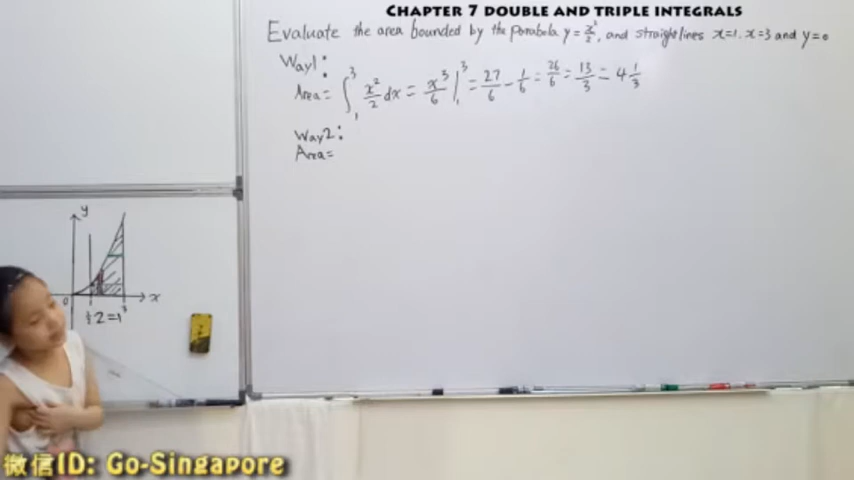 CHAPTER 7 DOUBLE AND TRIPLE INTEGRALS
Evaluate the area bounded by the parabola y = x²/2, and straight lines x=1, x=3 and y=0
Way1:
Area = ∫₁³ x²/2 dx = x³/6 |₁³ = 27/6 - 1/6 = 26/6 = 13/3 = 4 1/3
Way2:
Area=
y
0
x
3
微信ID: Go-Singapore